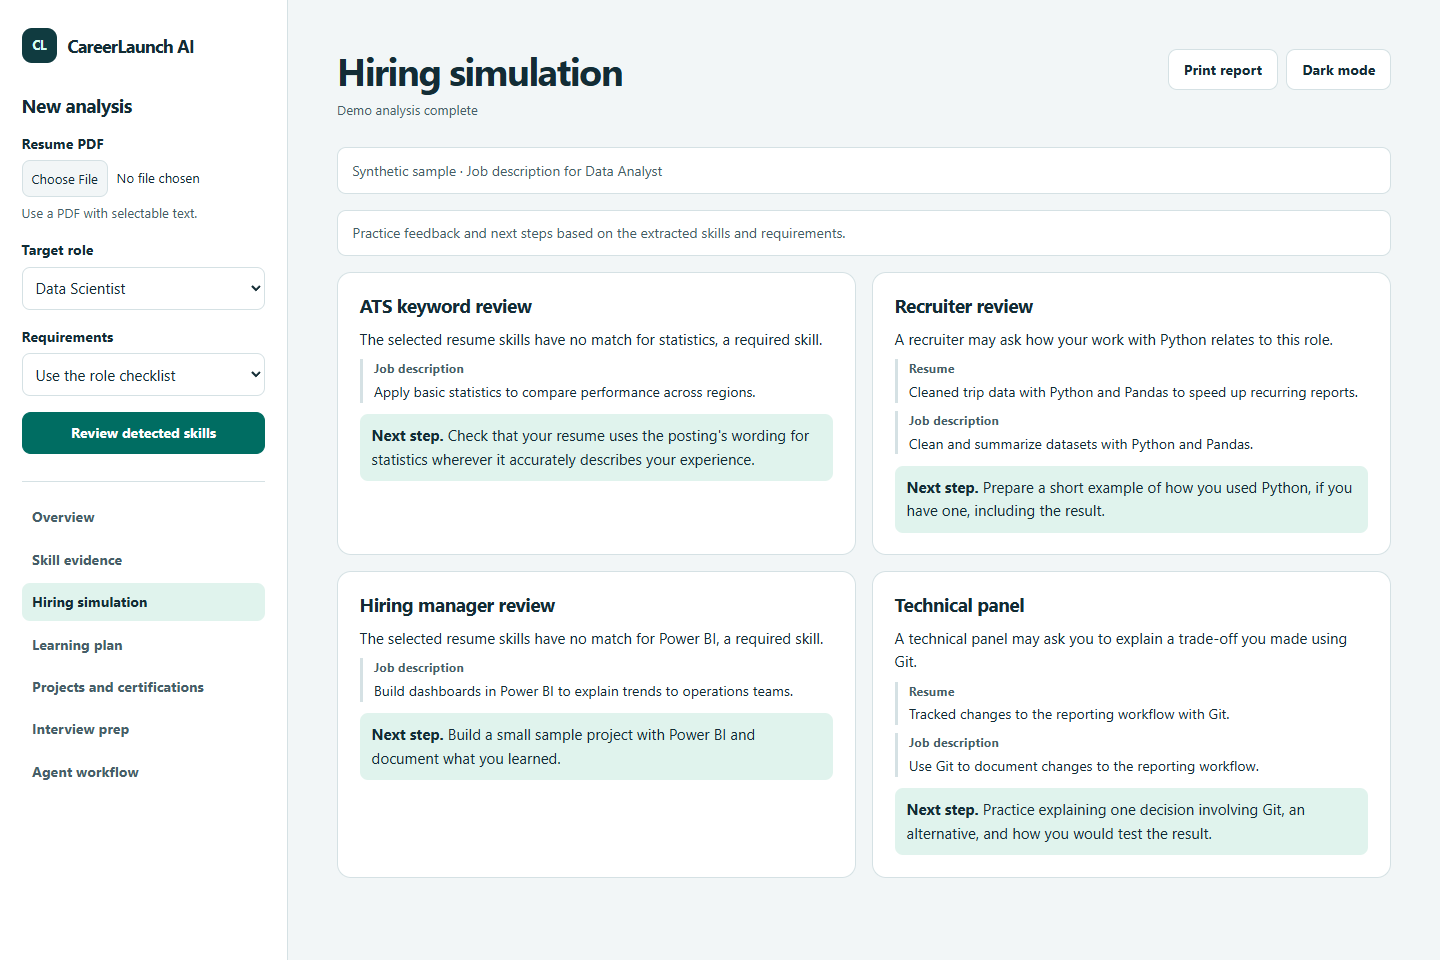 CL
CareerLaunch AI
New analysis
Resume PDF
Choose File
No file chosen
Use a PDF with selectable text.
Target role
Data Scientist
Requirements
Use the role checklist
Review detected skills
Overview
Skill evidence
Hiring simulation
Learning plan
Projects and certifications
Interview prep
Agent workflow
Hiring simulation
Demo analysis complete
Print report
Dark mode
Synthetic sample · Job description for Data Analyst
Practice feedback and next steps based on the extracted skills and requirements.
ATS keyword review
The selected resume skills have no match for statistics, a required skill.
Job description
Apply basic statistics to compare performance across regions.
Next step. Check that your resume uses the posting's wording for
statistics wherever it accurately describes your experience.
Recruiter review
A recruiter may ask how your work with Python relates to this role.
Resume
Cleaned trip data with Python and Pandas to speed up recurring reports.
Job description
Clean and summarize datasets with Python and Pandas.
Next step. Prepare a short example of how you used Python, if you
have one, including the result.
Hiring manager review
The selected resume skills have no match for Power BI, a required skill.
Job description
Build dashboards in Power BI to explain trends to operations teams.
Next step. Build a small sample project with Power BI and
document what you learned.
Technical panel
A technical panel may ask you to explain a trade-off you made using
Git.
Resume
Tracked changes to the reporting workflow with Git.
Job description
Use Git to document changes to the reporting workflow.
Next step. Practice explaining one decision involving Git, an
alternative, and how you would test the result.